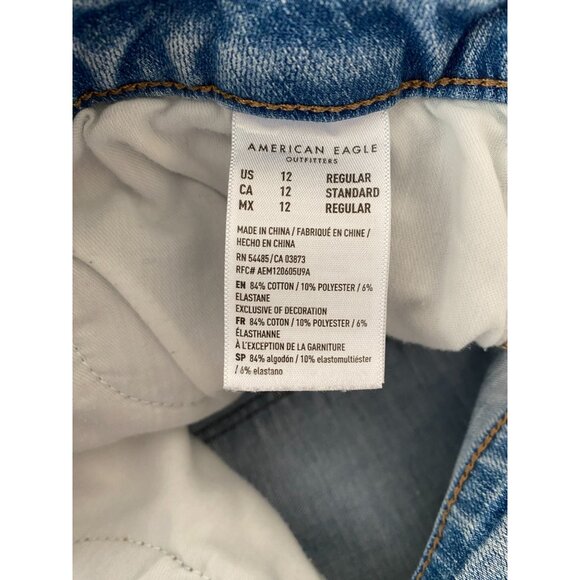 AMERICAN EAGLE
OUTFITTERS
US 12 REGULAR
CA 12 STANDARD
MX 12 REGULAR
MADE IN CHINA / FABRIQUÉ EN CHINE /
HECHO EN CHINA
RN 54485/CA 03873
RFC# AEM120605U9A
EN 84% COTTON / 10% POLYESTER / 6%
ELASTANE
EXCLUSIVE OF DECORATION
FR 84% COTON / 10% POLYESTER / 6%
ÉLASTHANNE
À L'EXCEPTION DE LA GARNITURE
SP 84% algodón / 10% elastomultiéster
/ 6% elastano